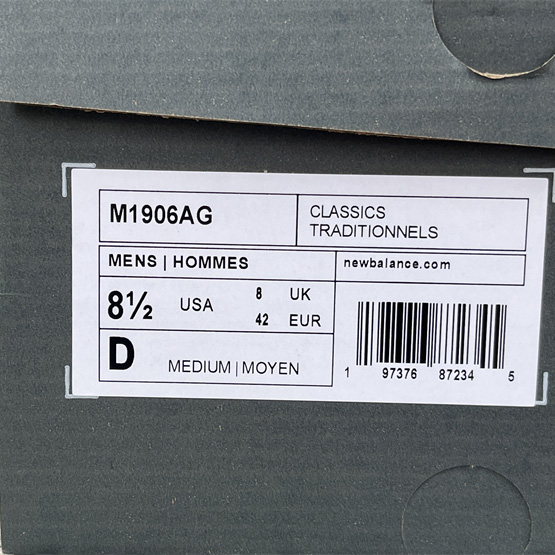 M1906AG
CLASSICS
TRADITIONNELS
MENS | HOMMES
newbalance.com
8½ USA 8 UK
42 EUR
D MEDIUM | MOYEN
1 97376 87234 5